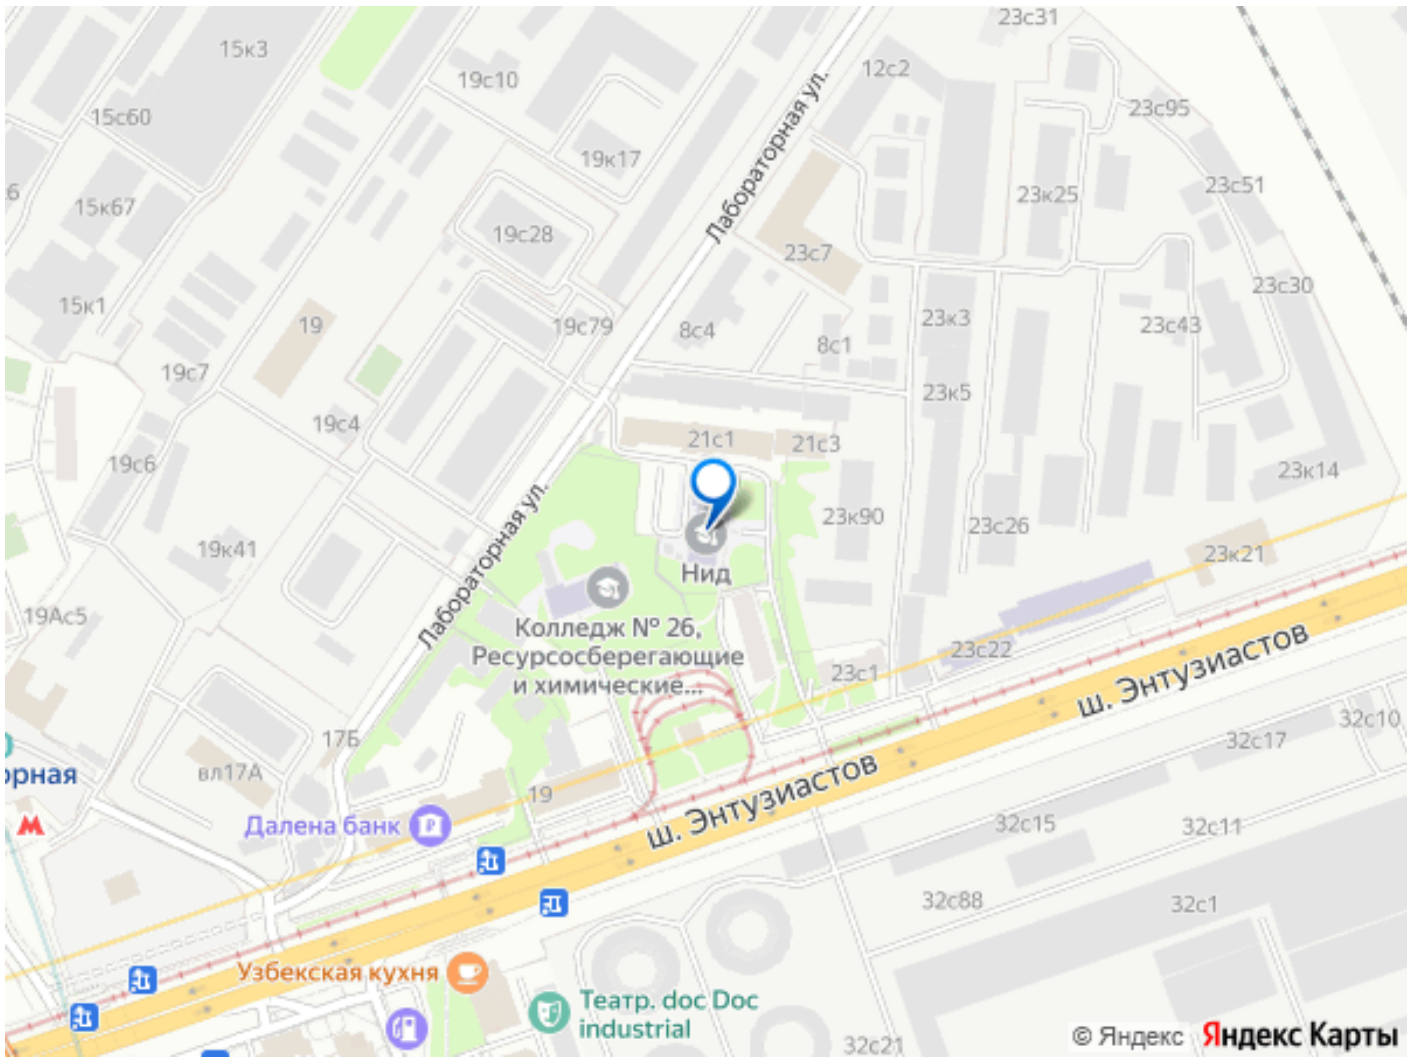 23с31
15к3
12с2
19с10
23с95
15с60
19к17
Лабораторная ул.
23с51
23к25
15к67
19с28
23с7
23с30
15к1
23к3
23с43
19
19с79
8с4
8с1
19с7
23к5
19с4
21с1
21с3
19с6
23к14
Лабораторная ул.
23к90
23с26
19к41
23к21
Нид
19Ас5
Колледж № 26,
Ресурсосберегающие
и химические...
23с22
23с1
ш. Энтузиастов
32с10
17Б
32с17
орная
вл17А
ш. Энтузиастов
19
Далена банк
32с15
32с11
32с88
32с1
Узбекская кухня
Театр. doc Doc
industrial
32с21
© Яндекс Яндекс Карты